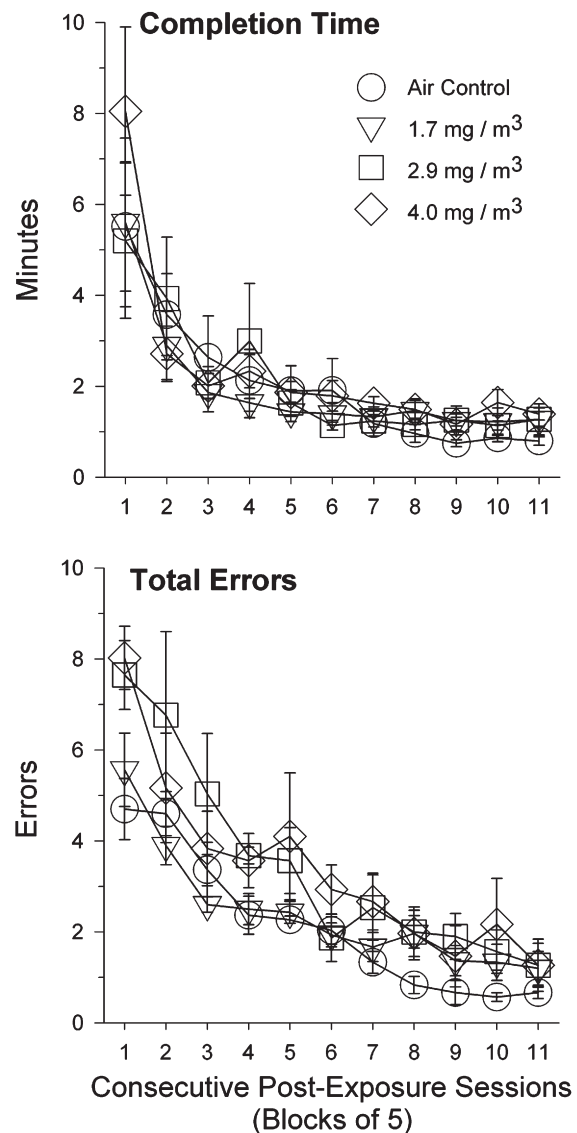 Completion Time
Air Control
1.7 mg / m³
2.9 mg / m³
4.0 mg / m³
Minutes
10
8
6
4
2
0
1 2 3 4 5 6 7 8 9 10 11
Total Errors
Errors
10
8
6
4
2
0
1 2 3 4 5 6 7 8 9 10 11
Consecutive Post-Exposure Sessions
(Blocks of 5)